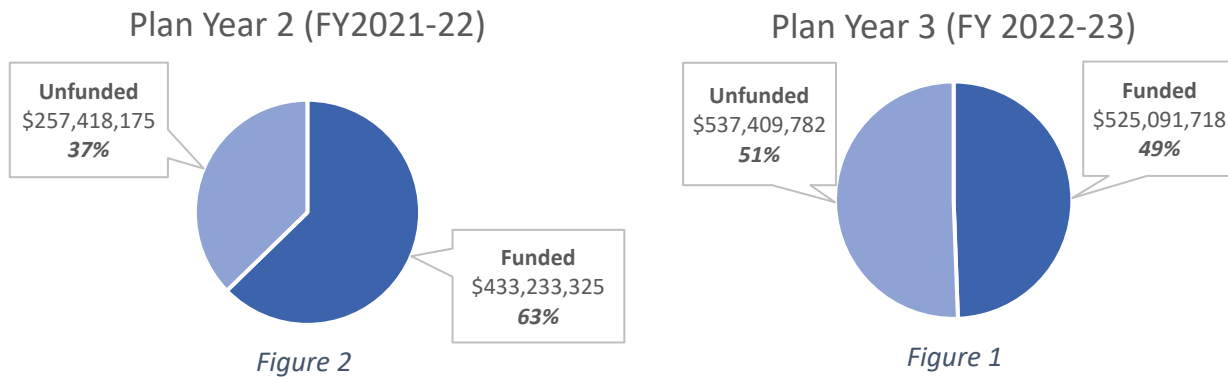 Plan Year 2 (FY2021-22)
Unfunded
$257,418,175
37%
Funded
$433,233,325
63%
Figure 2
Plan Year 3 (FY 2022-23)
Unfunded
$537,409,782
51%
Funded
$525,091,718
49%
Figure 1